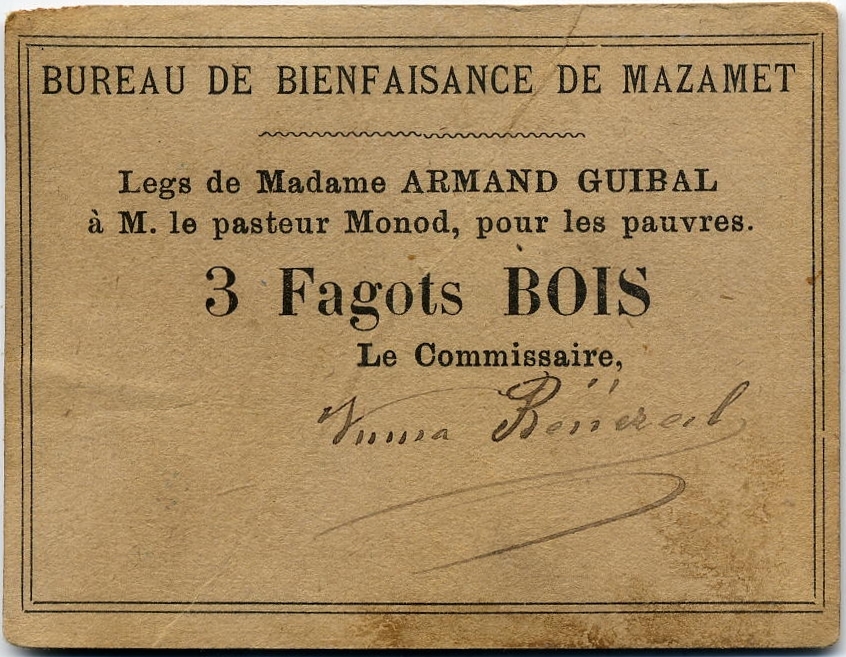 BUREAU DE BIENFAISANCE DE MAZAMET
Legs de Madame ARMAND GUIBAL
à M. le pasteur Monod, pour les pauvres.
3 Fagots BOIS
Le Commissaire,